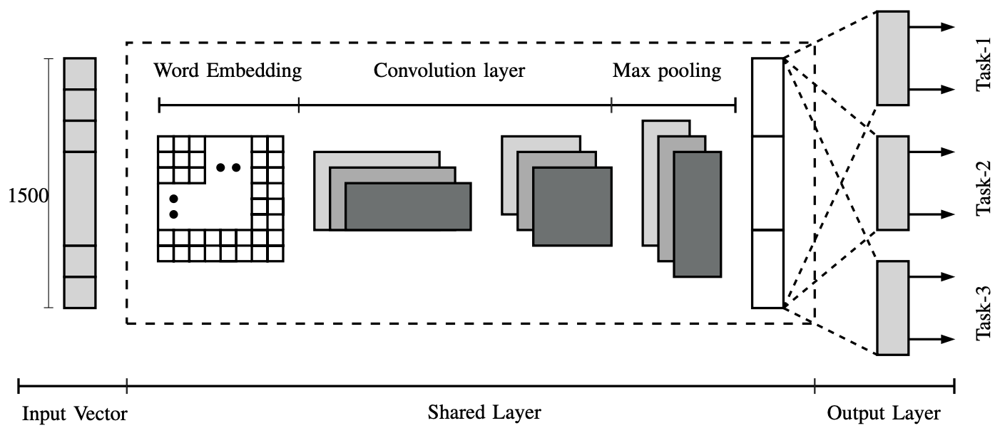 Word Embedding
Convolution layer
Max pooling
1500
Task-1
Task-2
Task-3
Input Vector
Shared Layer
Output Layer